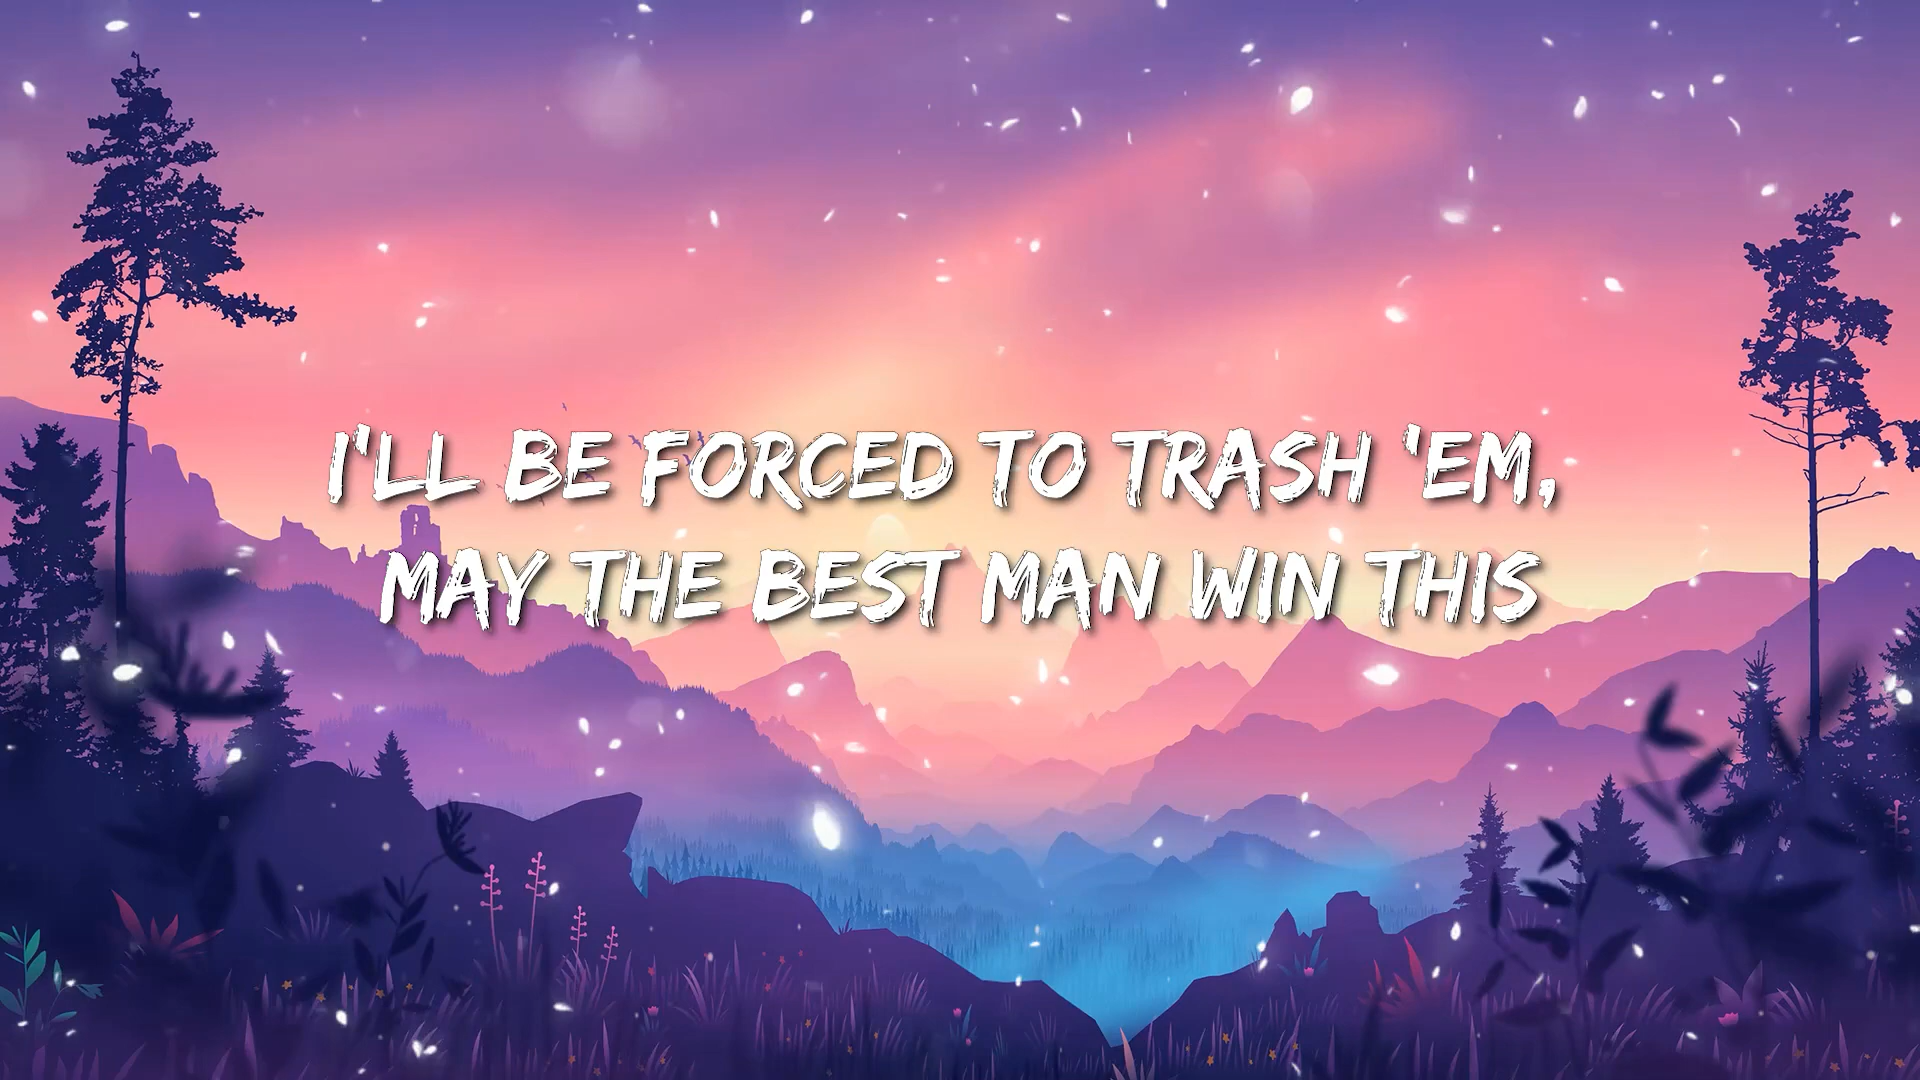 I'LL BE FORCED TO TRASH 'EM,
MAY THE BEST MAN WIN THIS